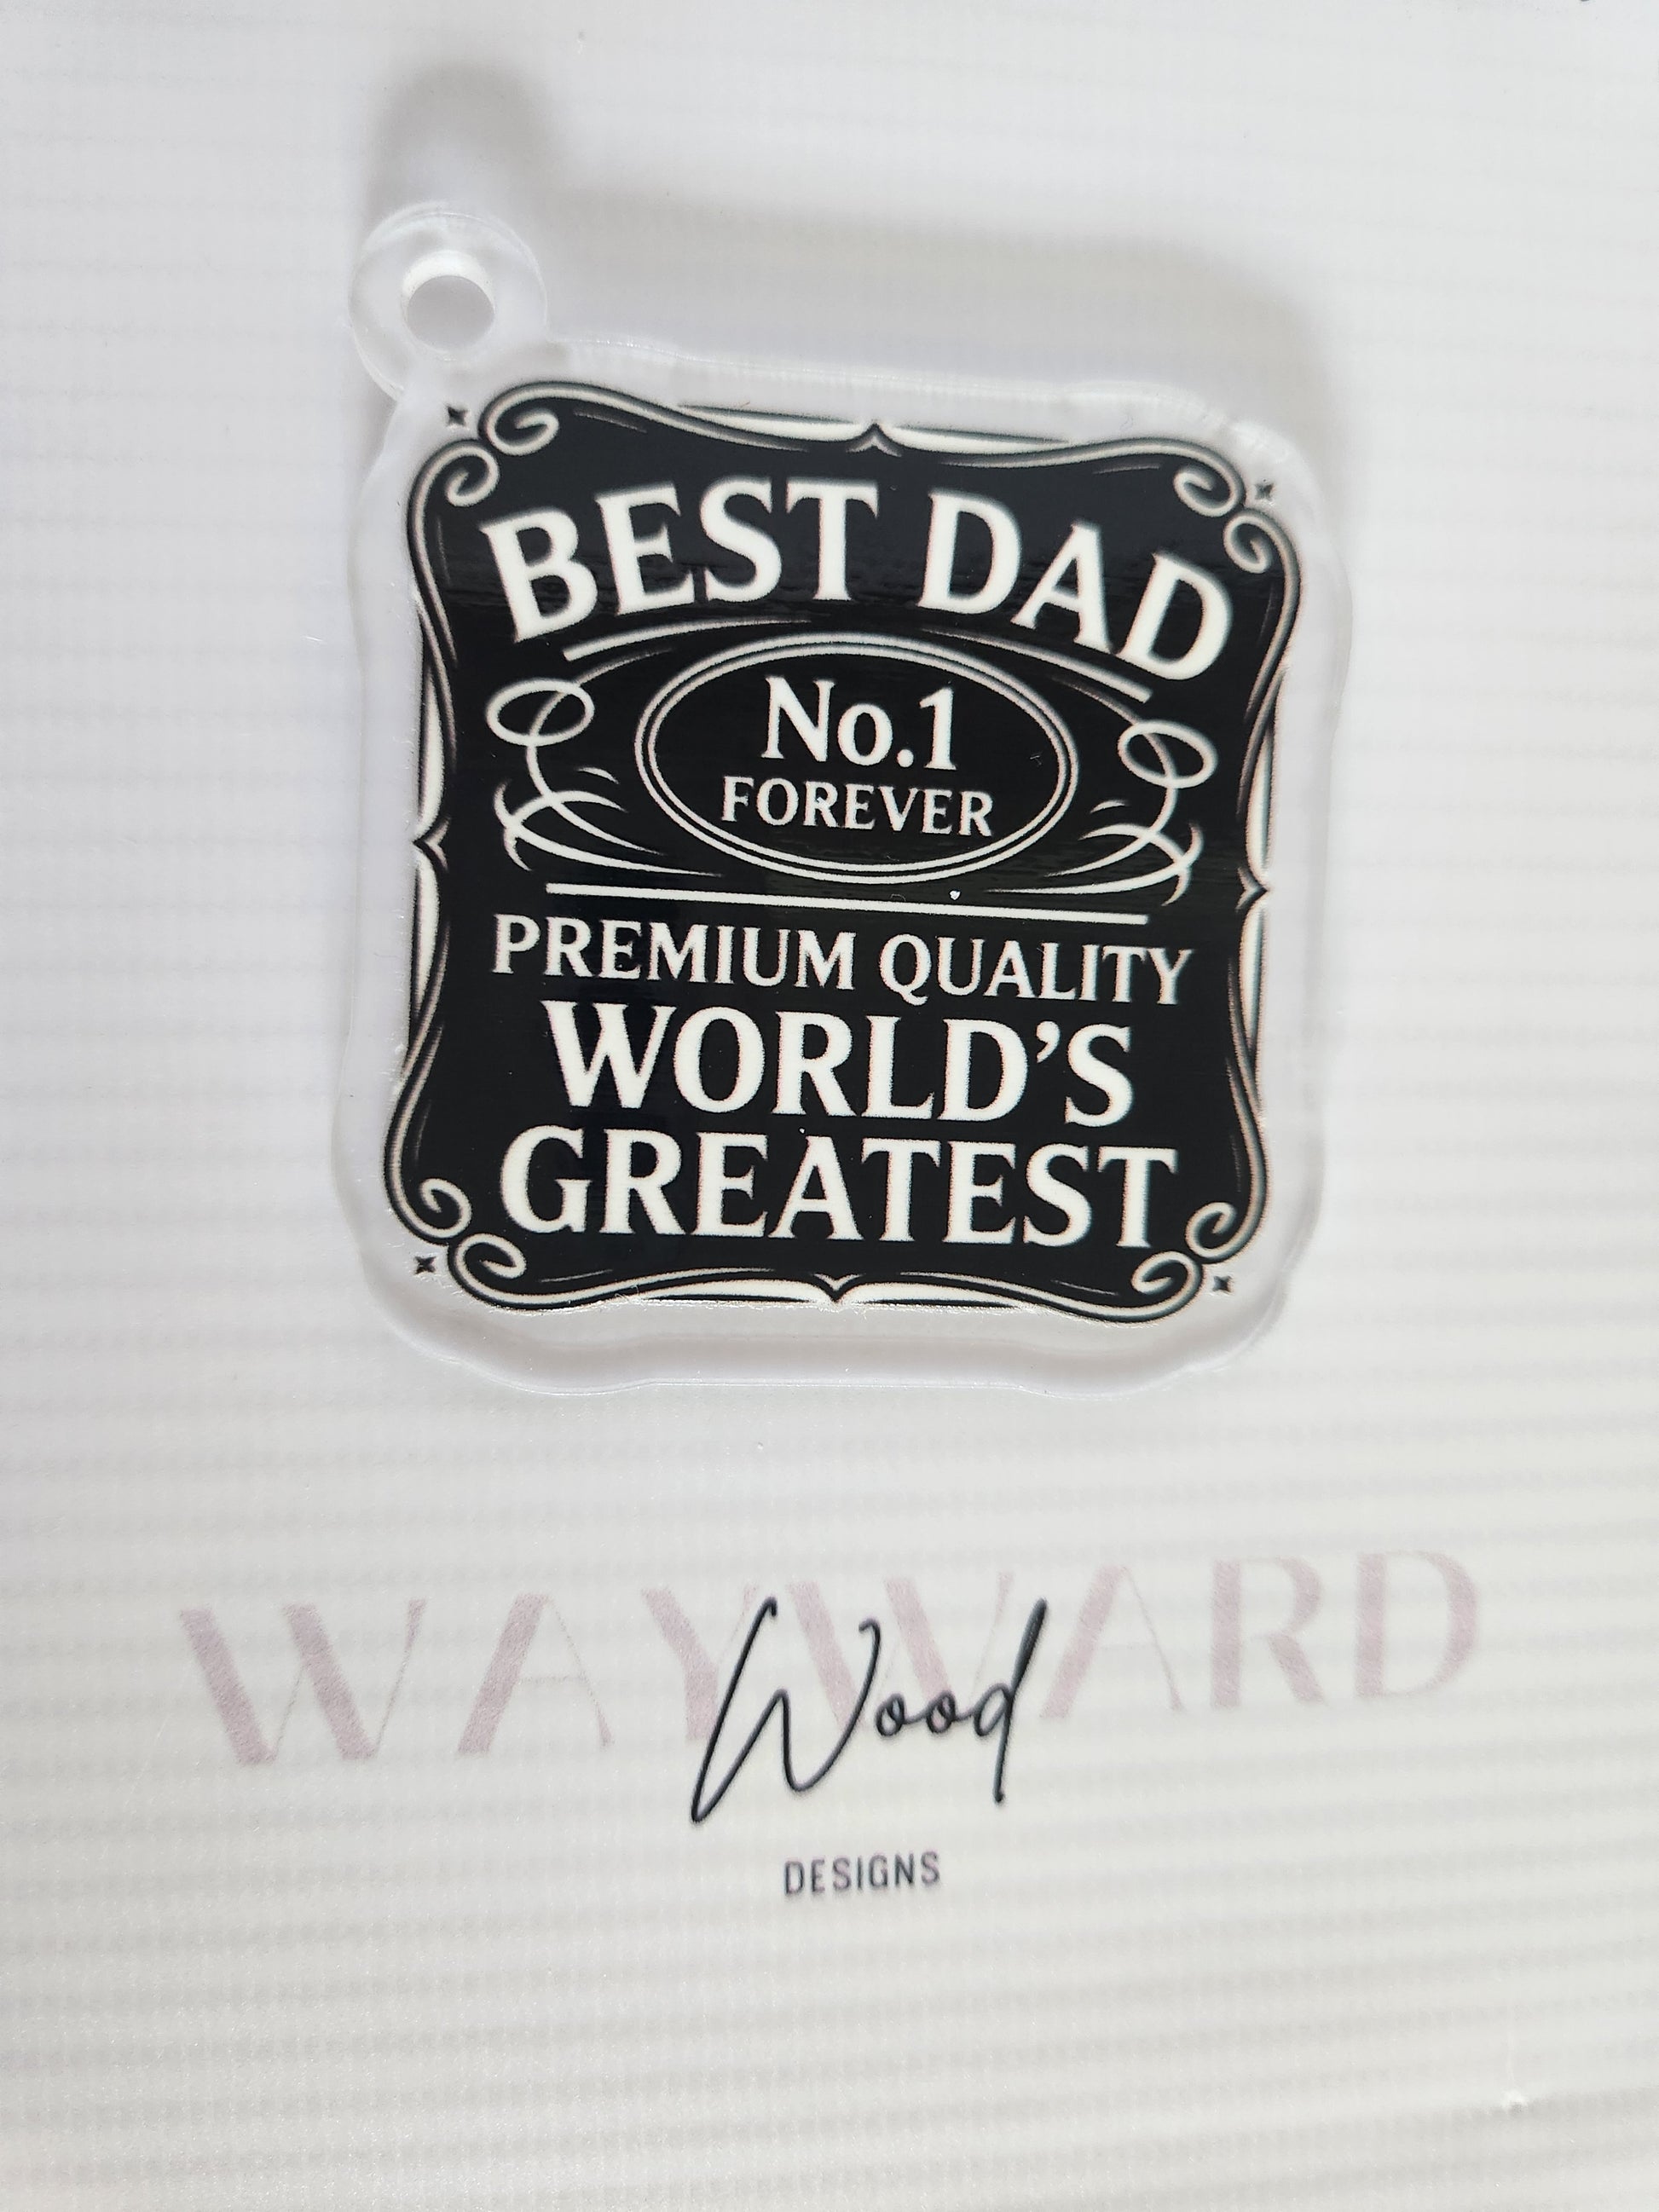 BEST DAD
No.1
FOREVER
PREMIUM QUALITY
WORLD'S
GREATEST
WAYWARD
Wood
DESIGNS